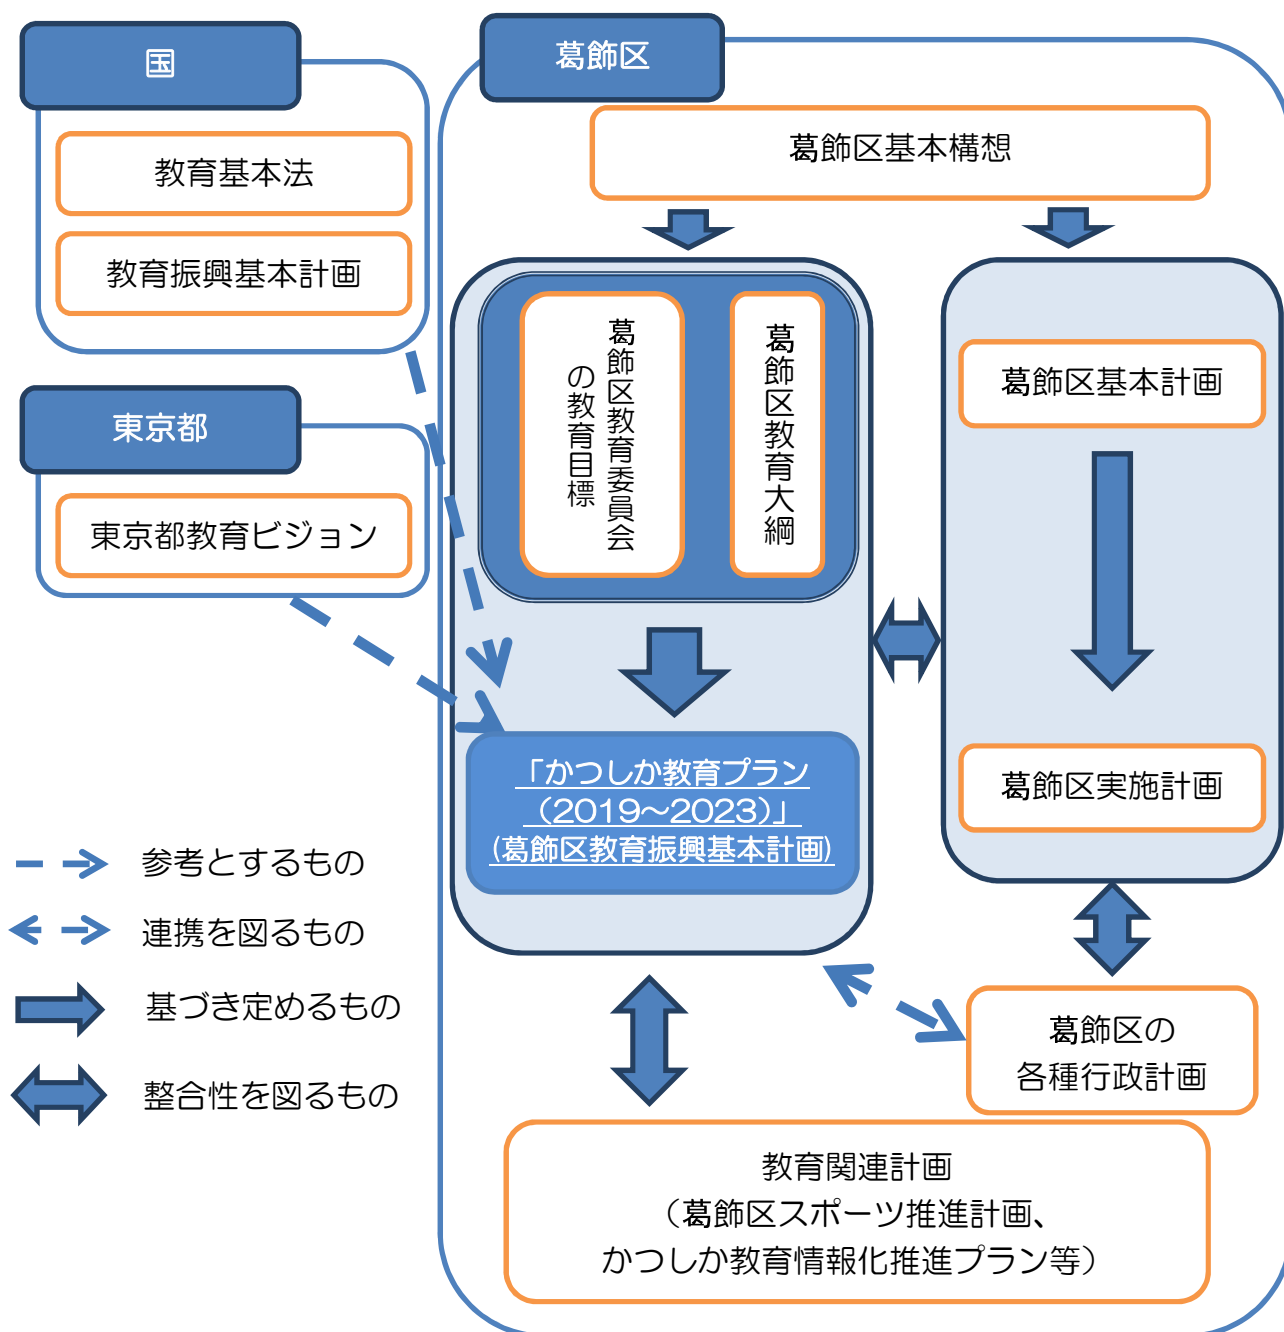 国
教育基本法
教育振興基本計画
東京都
東京都教育ビジョン
葛飾区
葛飾区基本構想
葛飾区教育委員会
の教育目標
葛飾区教育大綱
「かつしか教育プラン
（2019～2023）」
(葛飾区教育振興基本計画)
葛飾区基本計画
葛飾区実施計画
葛飾区の
各種行政計画
教育関連計画
（葛飾区スポーツ推進計画、
かつしか教育情報化推進プラン等）
参考とするもの
連携を図るもの
基づき定めるもの
整合性を図るもの